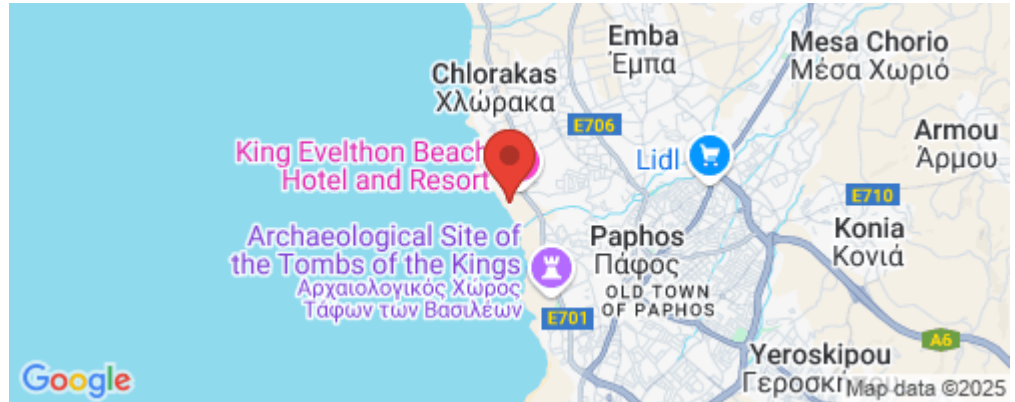 Emba
Έμπα
Mesa Chorio
Μέσα Χωριό
Chlorakas
Χλώρακα
E706
Armou
Άρμου
King Evelthon Beach
Hotel and Resort
Lidl
E710
Konia
Κονιά
Archaeological Site of
the Tombs of the Kings
Αρχαιολογικός Χώρος
Τάφων των Βασιλέων
Paphos
Πάφος
OLD TOWN
OF PAPHOS
E701
A6
Yeroskipou
Google
Map data ©2025